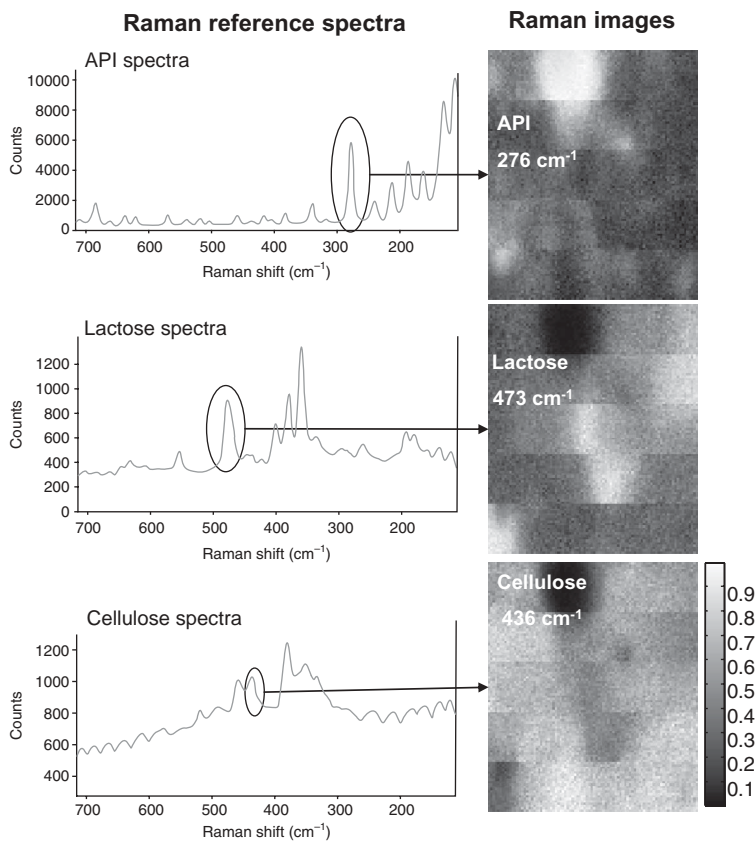 Raman reference spectra
Raman images
API spectra
10000
8000
6000
4000
2000
0
Counts
700
600
500
400
300
200
Raman shift (cm⁻¹)
API
276 cm⁻¹
Lactose spectra
1200
1000
800
600
400
200
0
Counts
700
600
500
400
300
200
Raman shift (cm⁻¹)
Lactose
473 cm⁻¹
Cellulose spectra
1200
1000
800
600
400
Counts
700
600
500
400
300
200
Raman shift (cm⁻¹)
Cellulose
436 cm⁻¹
0.9
0.8
0.7
0.6
0.5
0.4
0.3
0.2
0.1